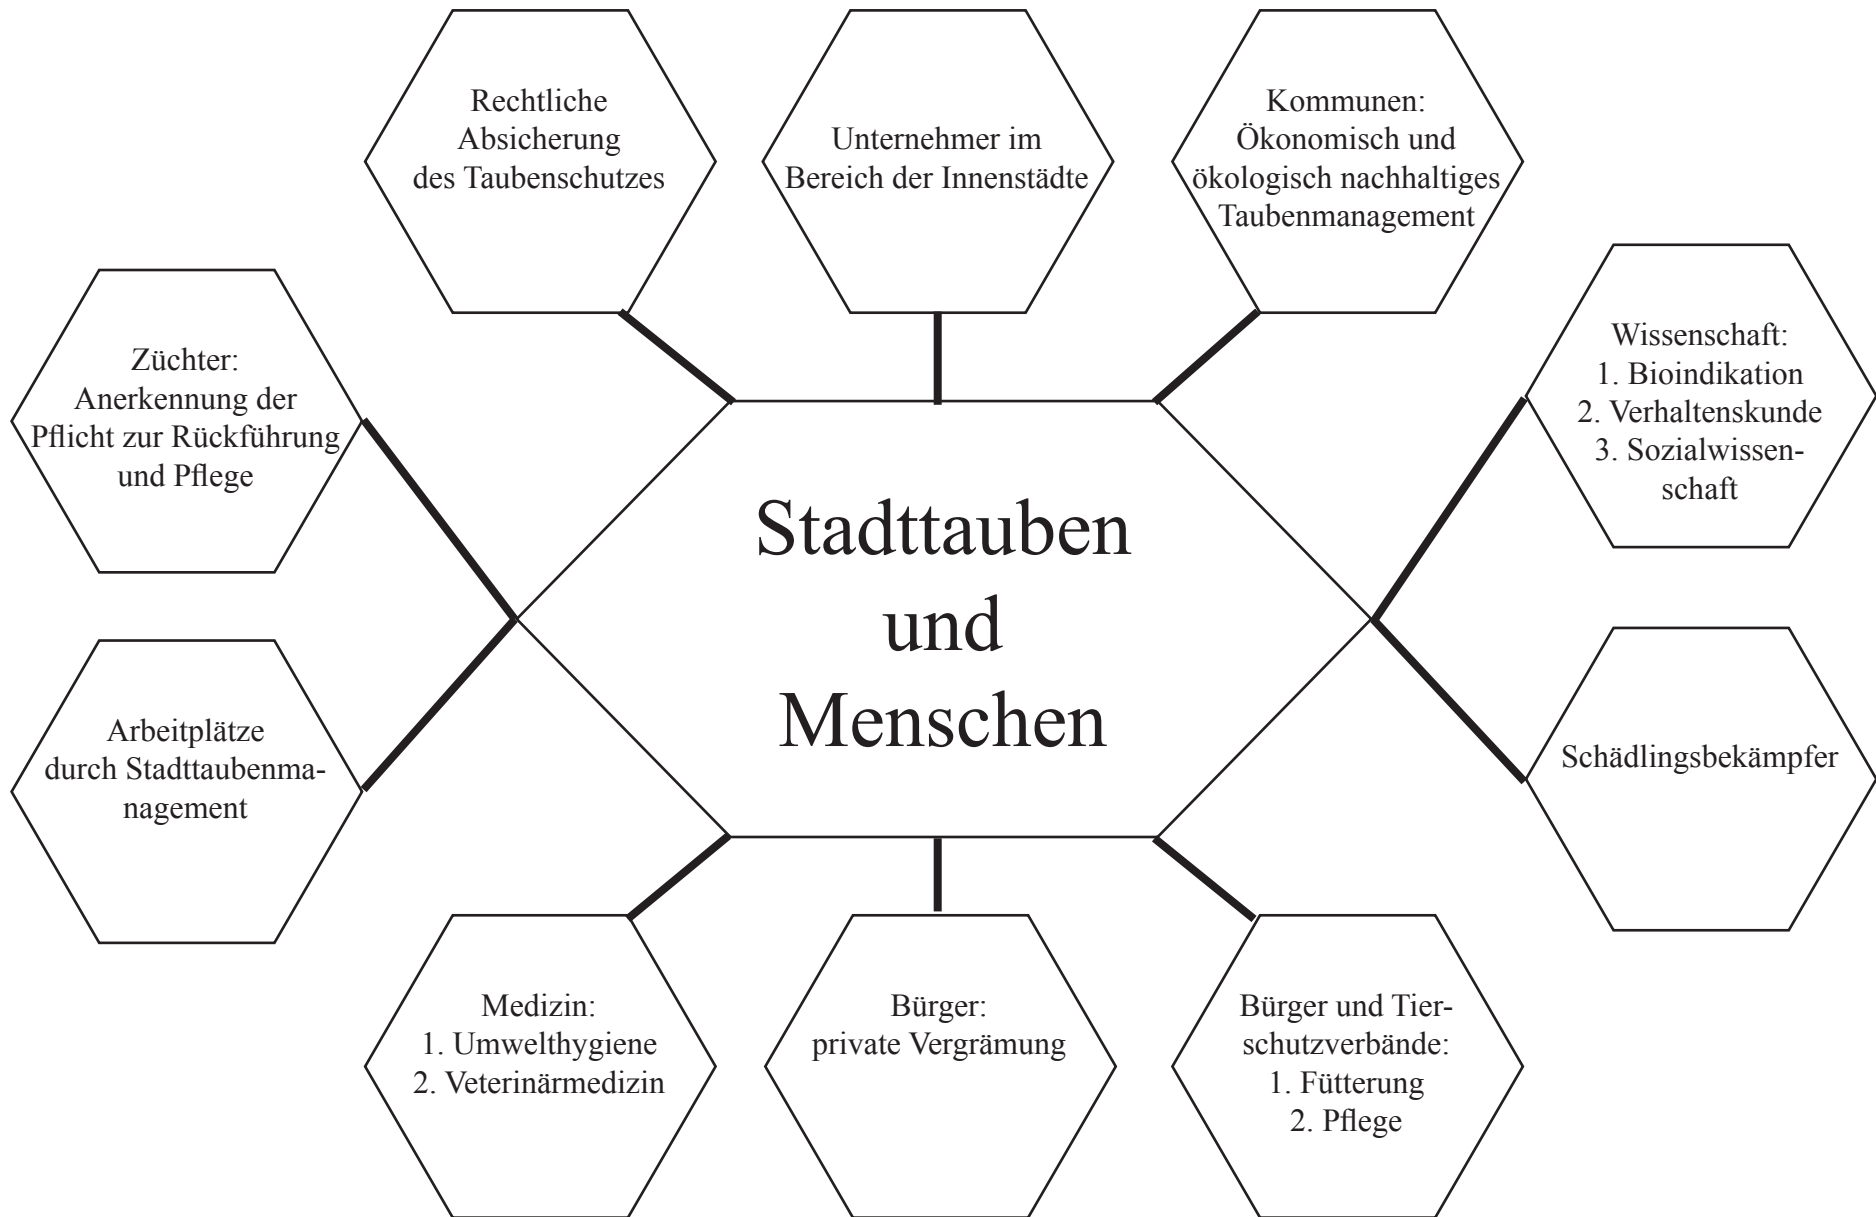 Rechtliche
Absicherung
des Taubenschutzes
Unternehmer im
Bereich der Innenstädte
Kommunen:
Ökonomisch und
ökologisch nachhaltiges
Taubenmanagement
Züchter:
Anerkennung der
Pflicht zur Rückführung
und Pflege
Wissenschaft:
1. Bioindikation
2. Verhaltenskunde
3. Sozialwissen-
schaft
Stadttauben
und
Menschen
Arbeitplätze
durch Stadttaubenma-
nagement
Schädlingsbekämpfer
Medizin:
1. Umwelthygiene
2. Veterinärmedizin
Bürger:
private Vergrämung
Bürger und Tier-
schutzverbände:
1. Fütterung
2. Pflege